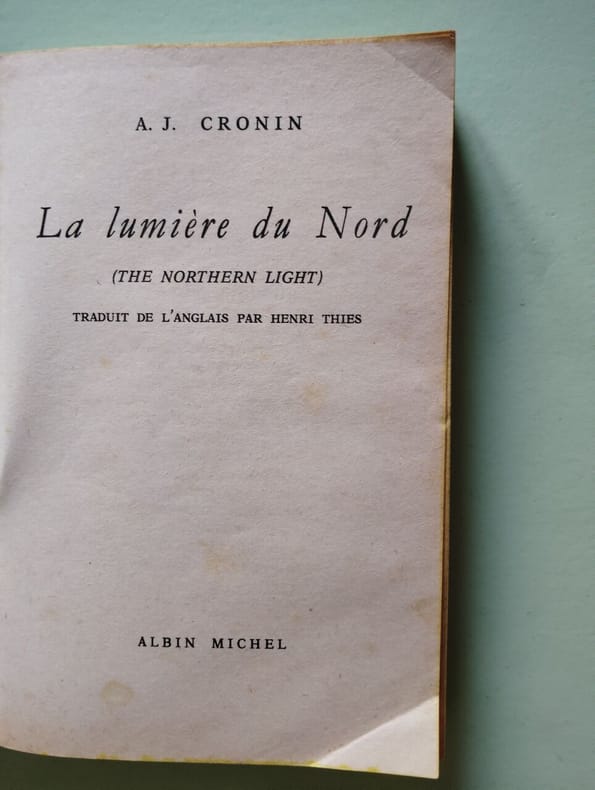 A. J. CRONIN
La lumière du Nord
(THE NORTHERN LIGHT)
TRADUIT DE L'ANGLAIS PAR HENRI THIES
ALBIN MICHEL